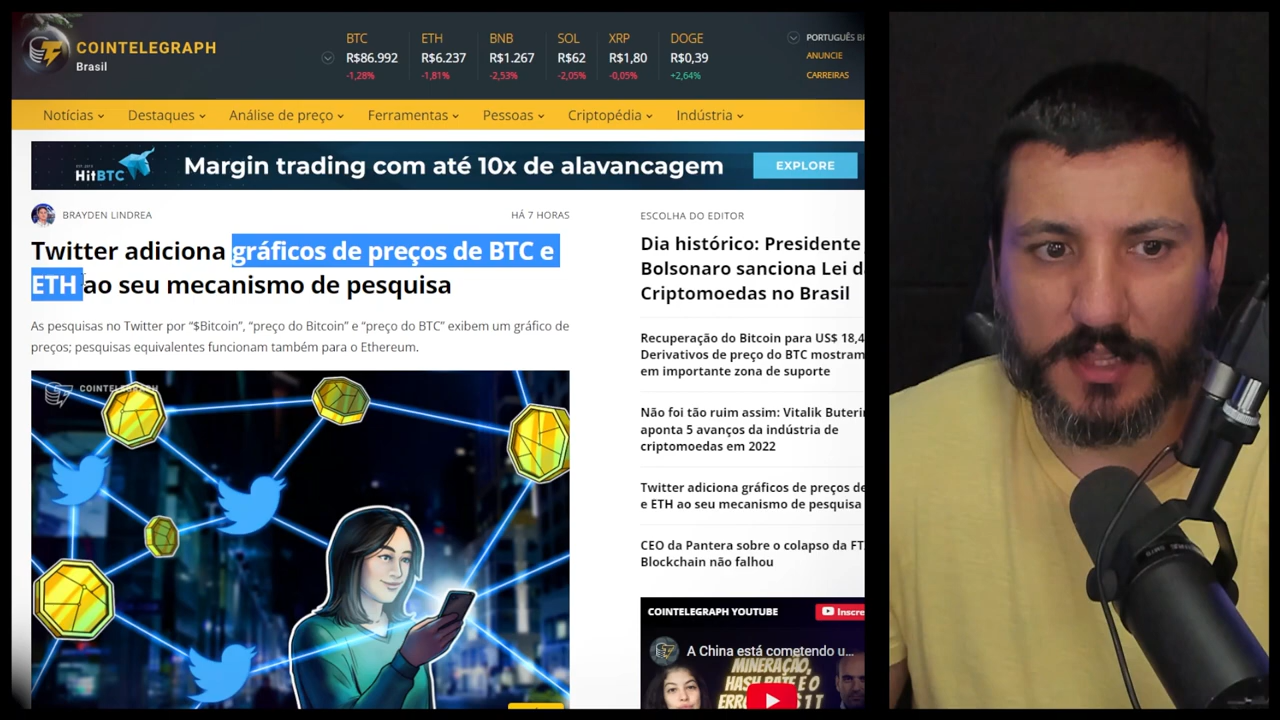 COINTELEGRAPH
Brasil
BTC
R$86.992
-1,28%
ETH
R$6.237
-1,81%
BNB
R$1.267
-2,53%
SOL
R$62
-2,05%
XRP
R$1,80
-0,05%
DOGE
R$0,39
+2,64%
PORTUGUÊS BR
ANUNCIE
CARREIRAS
Notícias
Destaques
Análise de preço
Ferramentas
Pessoas
Criptopédia
Indústria
HitBTC
Margin trading com até 10x de alavancagem
EXPLORE
BRAYDEN LINDREA
HÁ 7 HORAS
Twitter adiciona gráficos de preços de BTC e
ETH ao seu mecanismo de pesquisa
As pesquisas no Twitter por “$Bitcoin”, “preço do Bitcoin” e “preço do BTC” exibem um gráfico de
preços; pesquisas equivalentes funcionam também para o Ethereum.
COINTELEGRAPH
ESCOLHA DO EDITOR
Dia histórico: Presidente
Bolsonaro sanciona Lei d
Criptomoedas no Brasil
Recuperação do Bitcoin para US$ 18,4
Derivativos de preço do BTC mostram
em importante zona de suporte
Não foi tão ruim assim: Vitalik Buteri
aponta 5 avanços da indústria de
criptomoedas em 2022
Twitter adiciona gráficos de preços de
e ETH ao seu mecanismo de pesquisa
CEO da Pantera sobre o colapso da FT
Blockchain não falhou
COINTELEGRAPH YOUTUBE
Inscre
A China está cometendo u...
MINERAÇÃO,
HASH RATE E O